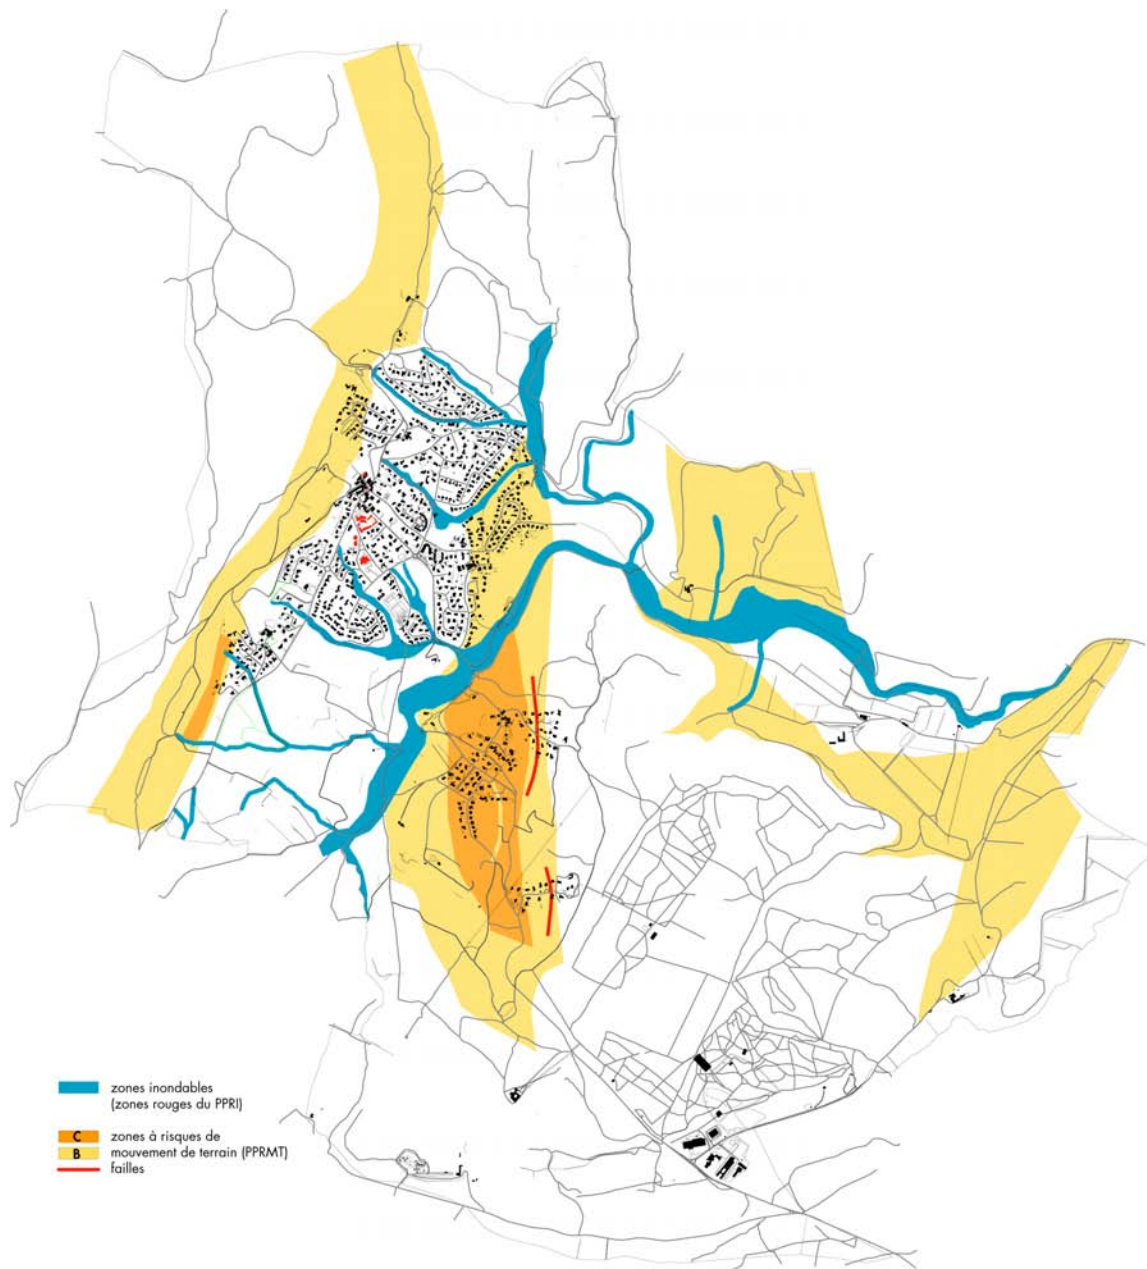 zones inondables
(zones rouges du PPRI)
C zones à risques de
B mouvement de terrain (PPRMT)
failles